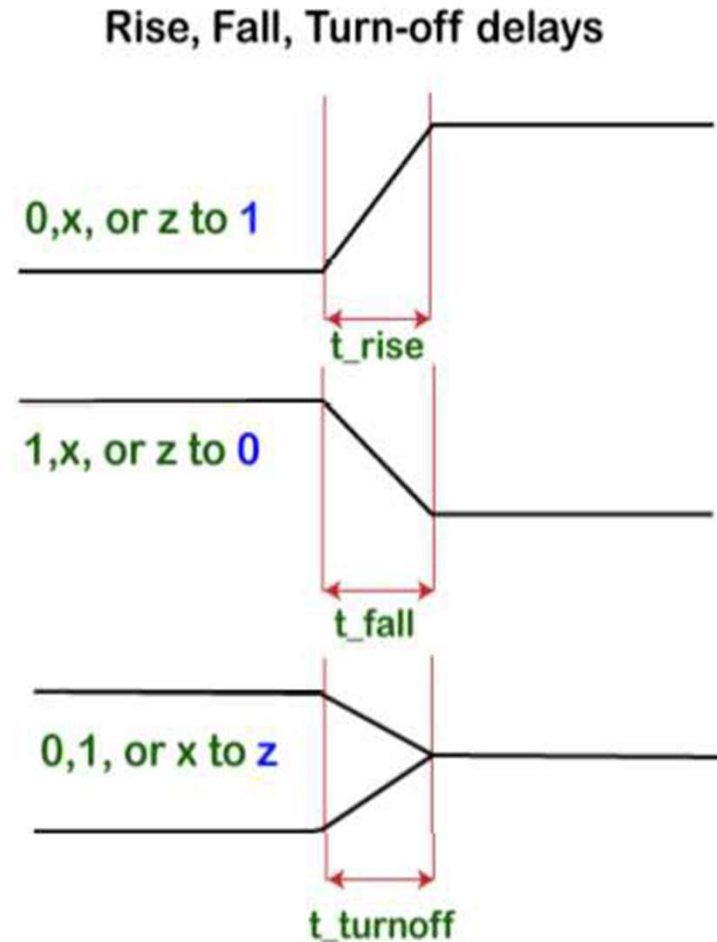 Rise, Fall, Turn-off delays
0,x, or z to 1
t_rise
1,x, or z to 0
t_fall
0,1, or x to z
t_turnoff